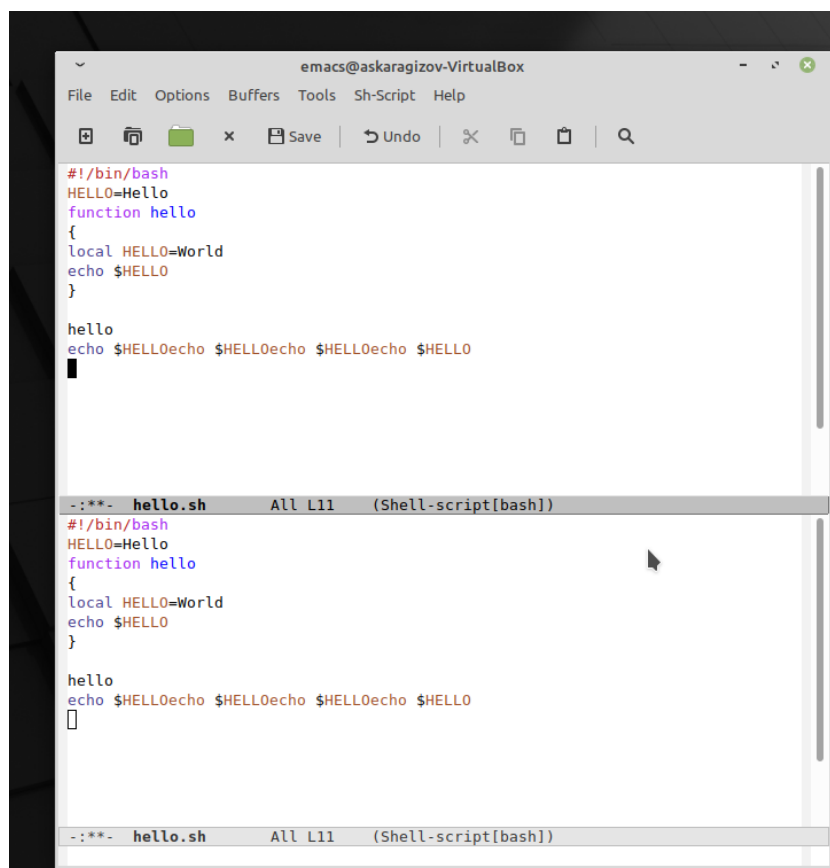 emacs@askaragizov-VirtualBox
File Edit Options Buffers Tools Sh-Script Help
Save Undo
#!/bin/bash
HELLO=Hello
function hello
{
local HELLO=World
echo $HELLO
}
hello
echo $HELLOecho $HELLOecho $HELLOecho $HELLO
-:**- hello.sh All L11 (Shell-script[bash])
#!/bin/bash
HELLO=Hello
function hello
{
local HELLO=World
echo $HELLO
}
hello
echo $HELLOecho $HELLOecho $HELLOecho $HELLO
-:**- hello.sh All L11 (Shell-script[bash])